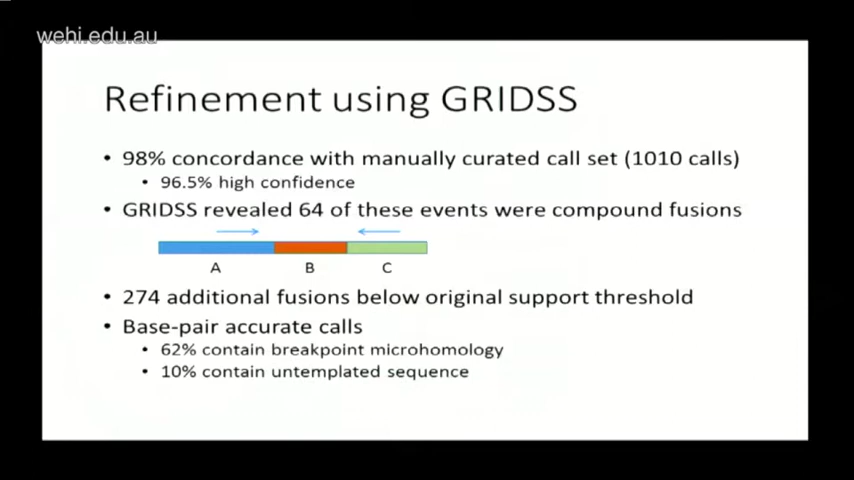 wehi.edu.au
Refinement using GRIDSS
• 98% concordance with manually curated call set (1010 calls)
• 96.5% high confidence
• GRIDSS revealed 64 of these events were compound fusions
A B C
• 274 additional fusions below original support threshold
• Base-pair accurate calls
• 62% contain breakpoint microhomology
• 10% contain untemplated sequence